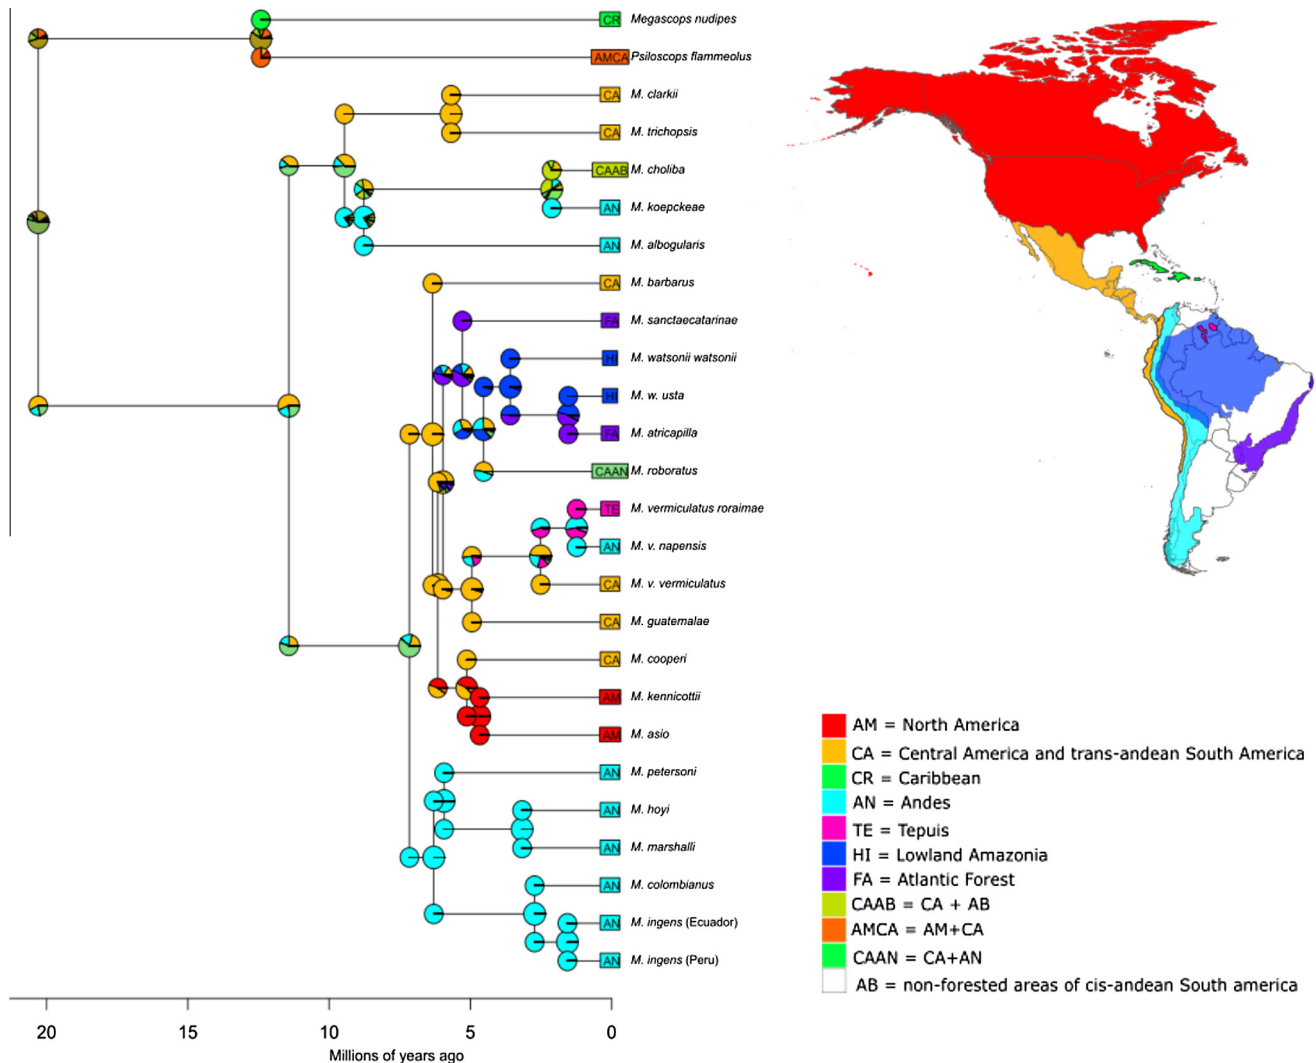 CR Megascops nudipes
AMCA Psiloscops flammeolus
CA M. clarkii
CA M. trichopsis
CAAB M. choliba
AN M. koepckeae
AN M. albogularis
CA M. barbarus
FA M. sanctaecatarinae
HI M. watsonii watsonii
HI M. w. usta
FA M. atricapilla
CAAN M. roboratus
TE M. vermiculatus roraimae
AN M. v. napensis
CA M. v. vermiculatus
CA M. guatemalae
CA M. cooperi
AM M. kennicottii
AM M. asio
AN M. petersoni
AN M. hoyi
AN M. marshalli
AN M. colombianus
AN M. ingens (Ecuador)
AN M. ingens (Peru)
20 15 10 5 0
Millions of years ago
AM = North America
CA = Central America and trans-andean South America
CR = Caribbean
AN = Andes
TE = Tepuis
HI = Lowland Amazonia
FA = Atlantic Forest
CAAB = CA + AB
AMCA = AM+CA
CAAN = CA+AN
AB = non-forested areas of cis-andean South america